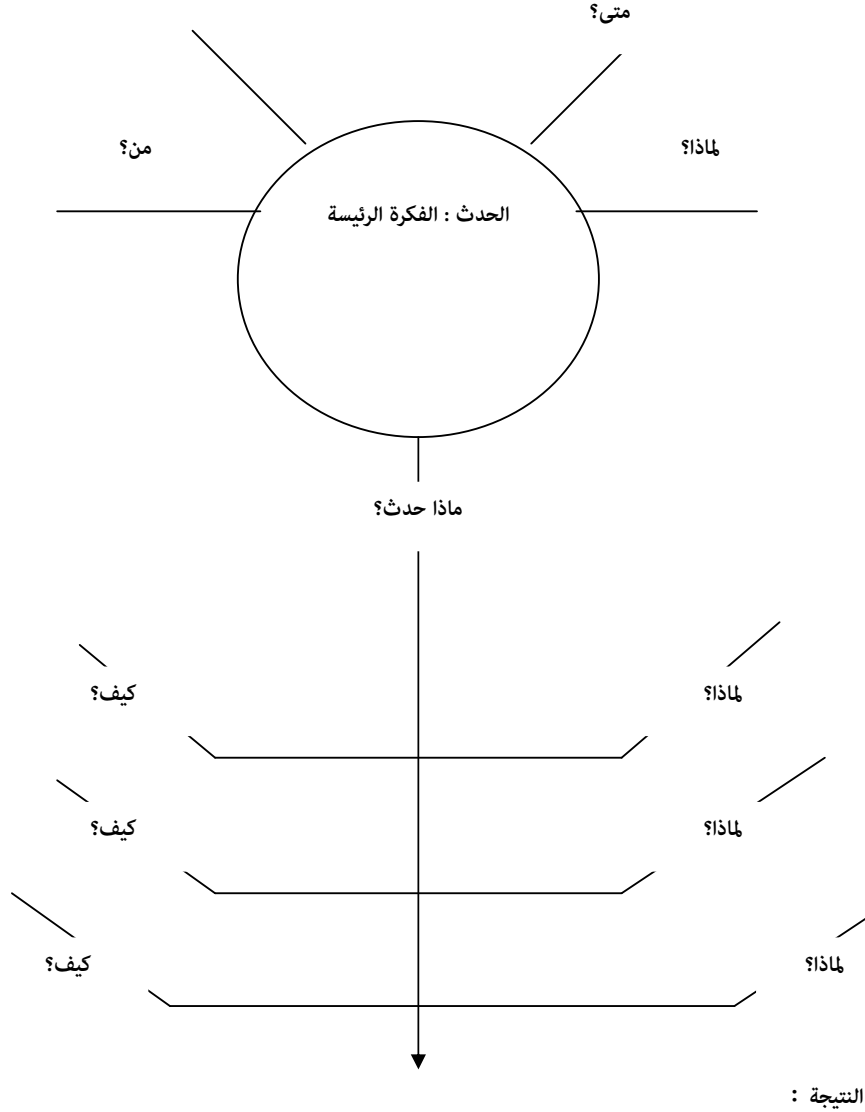 متى؟
لماذا؟
من؟
الحدث : الفكرة الرئيسة
ماذا حدث؟
لماذا؟
كيف؟
لماذا؟
كيف؟
لماذا؟
كيف؟
النتيجة :